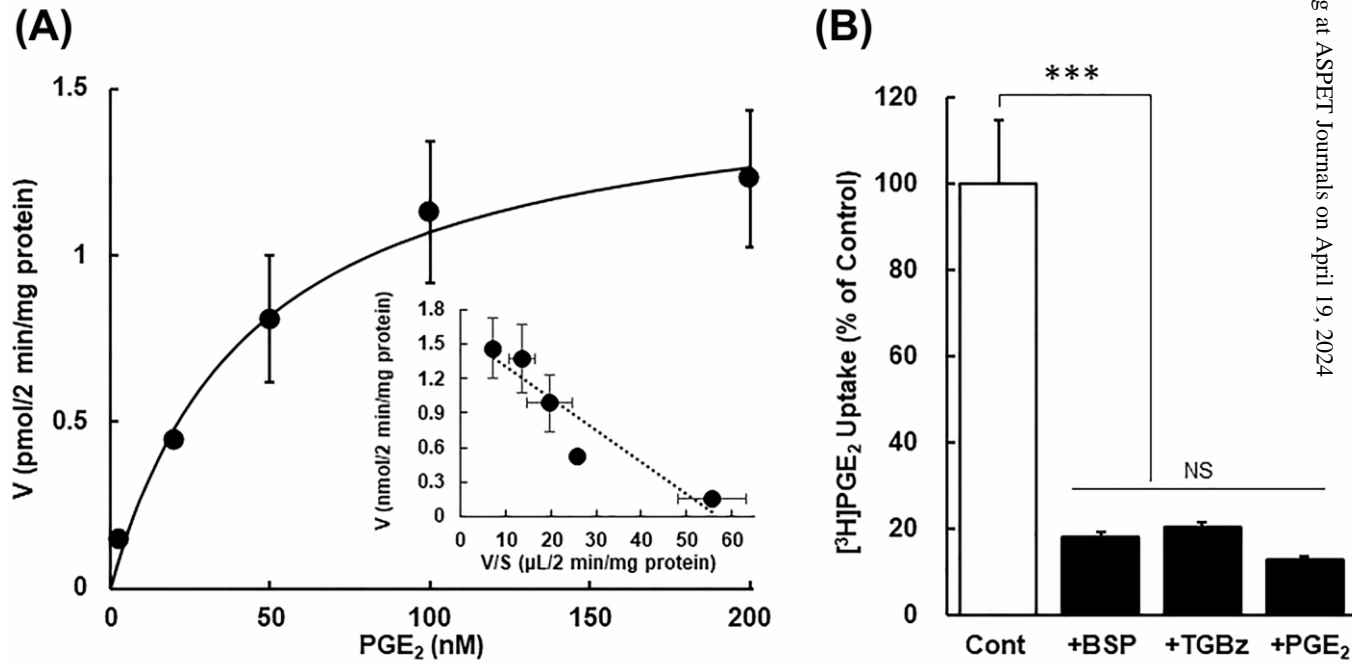 (A)
V (pmol/2 min/mg protein)
1.5
1
0.5
0
0
50
100
150
200
PGE₂ (nM)
V (nmol/2 min/mg protein)
1.8
1.5
1.2
0.9
0.6
0.3
0
0
10
20
30
40
50
60
V/S (μL/2 min/mg protein)
(B)
[³H]PGE₂ Uptake (% of Control)
120
100
80
60
40
20
0
***
NS
Cont
+BSP
+TGBz
+PGE₂
g at ASPET Journals on April 19, 2024